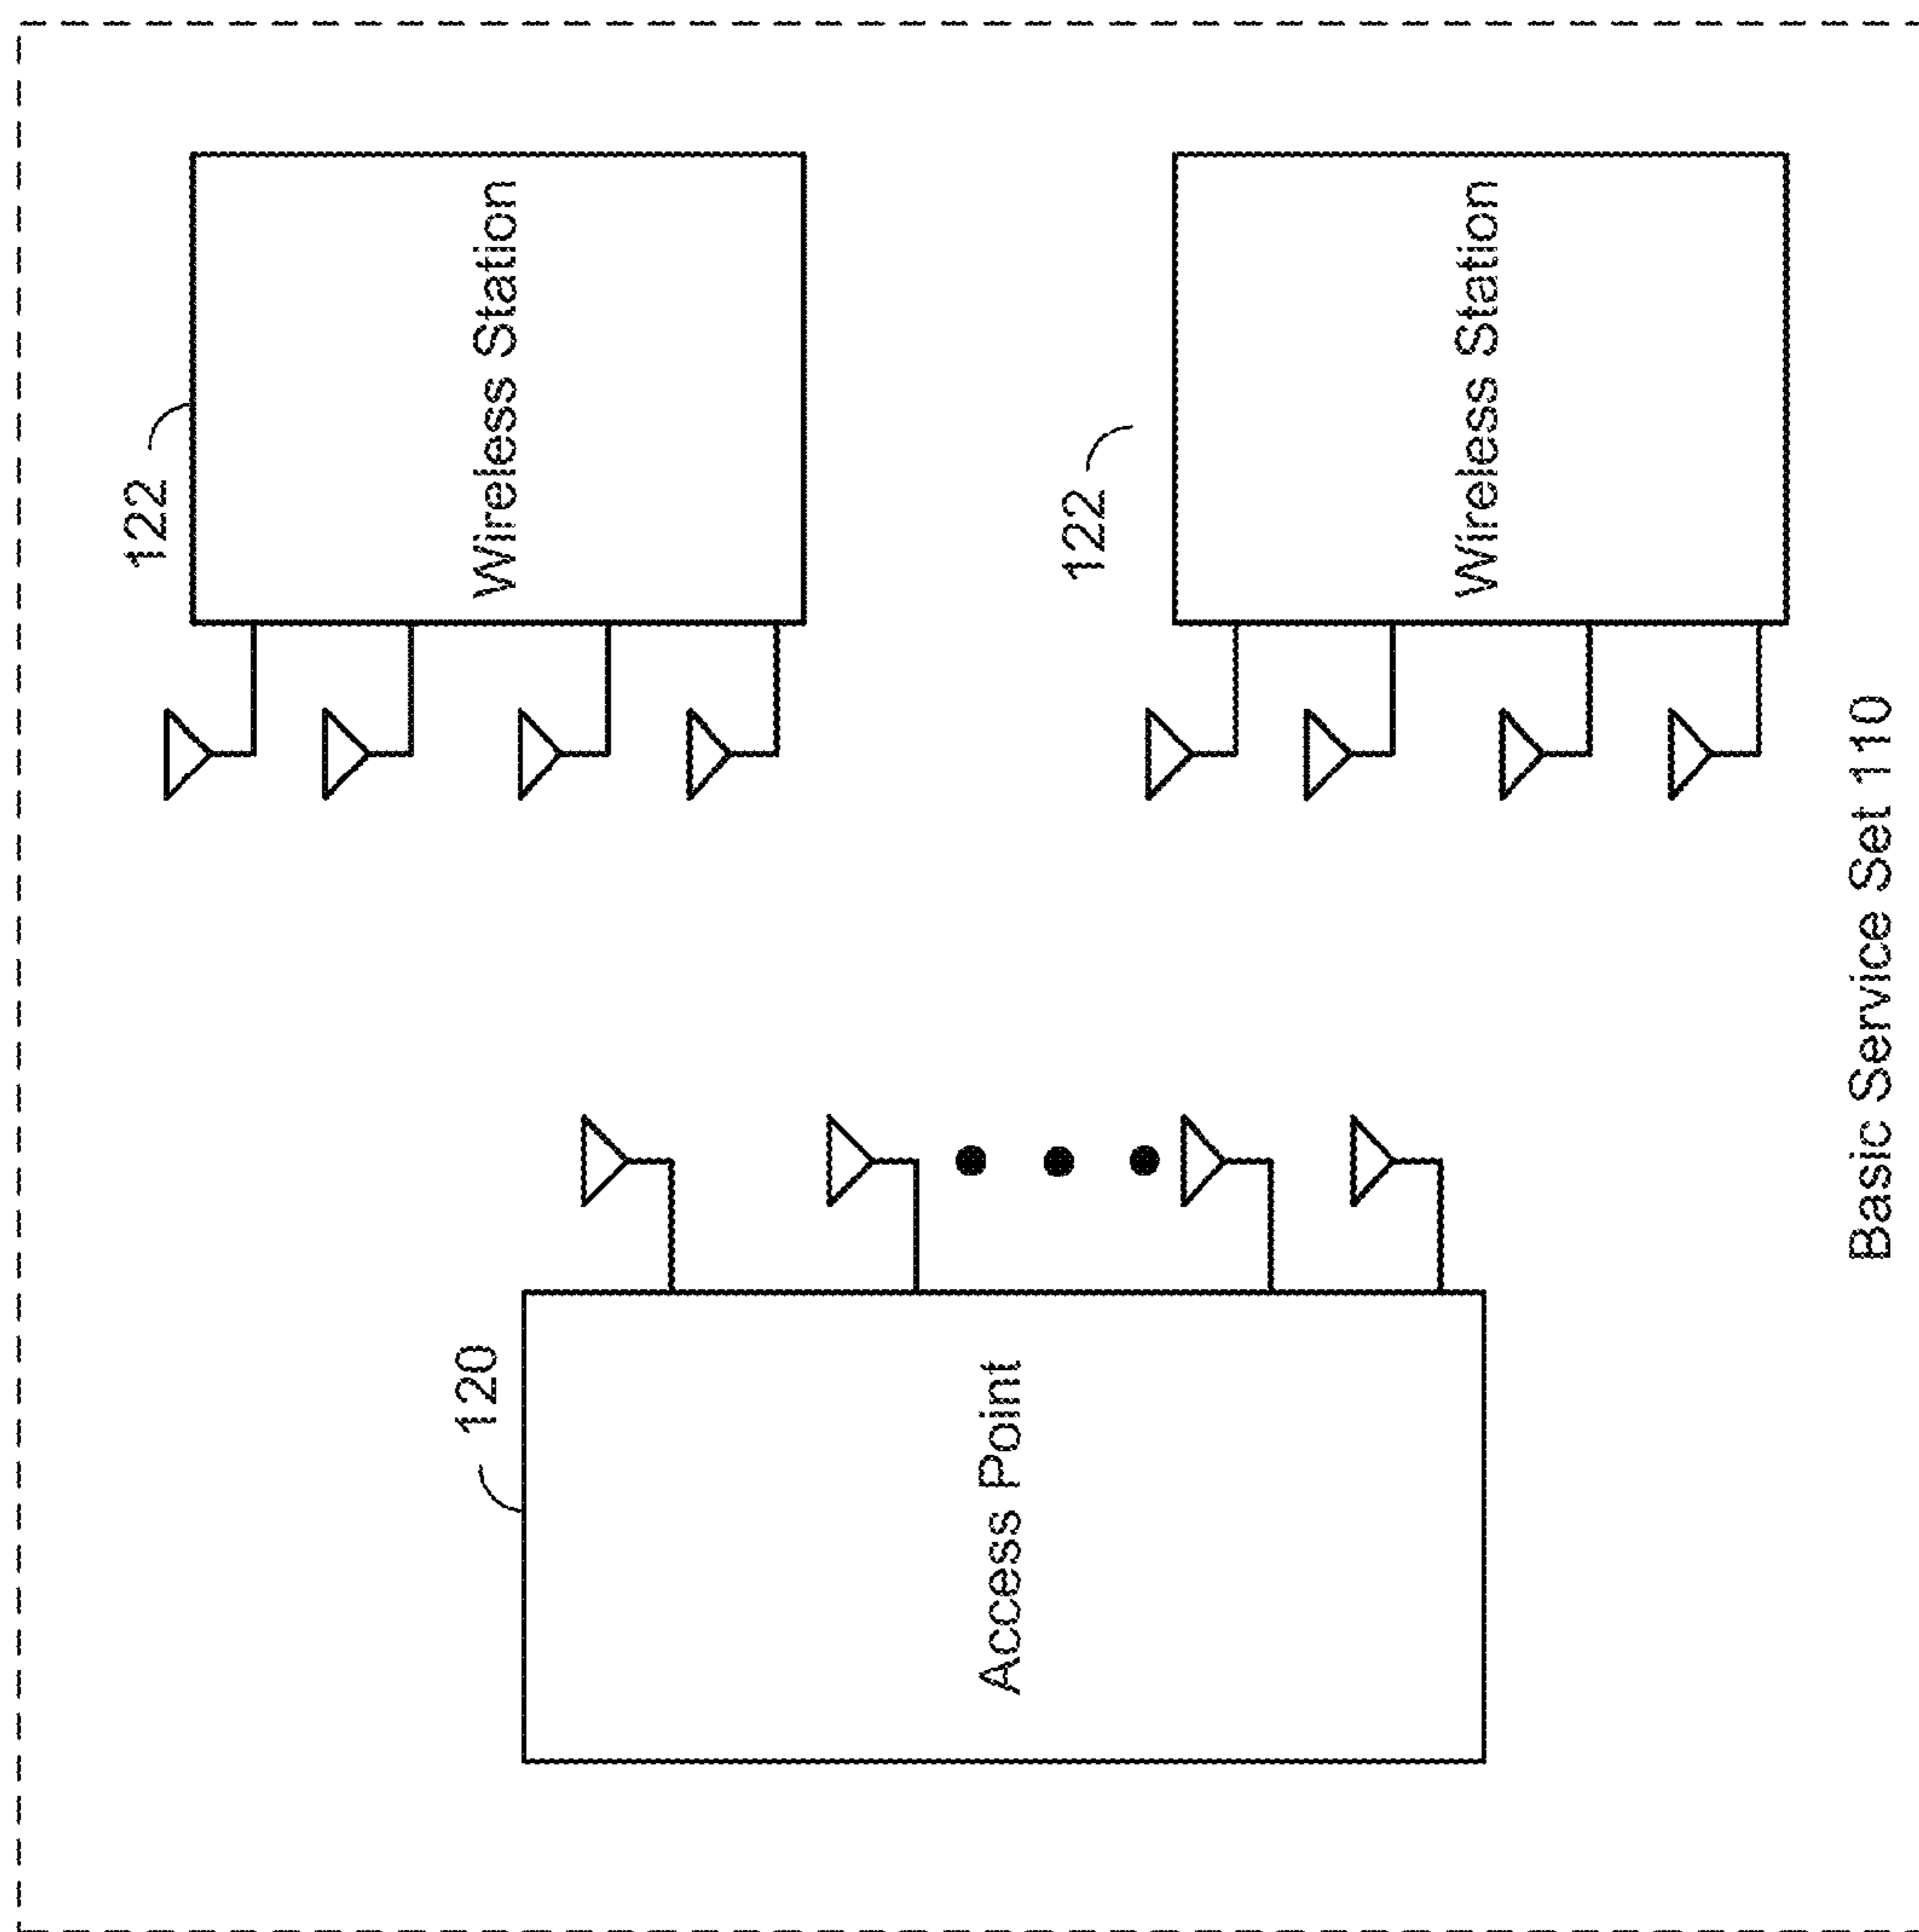 120
Access Point
122
Wireless Station
122
Wireless Station
Basic Service Set 110